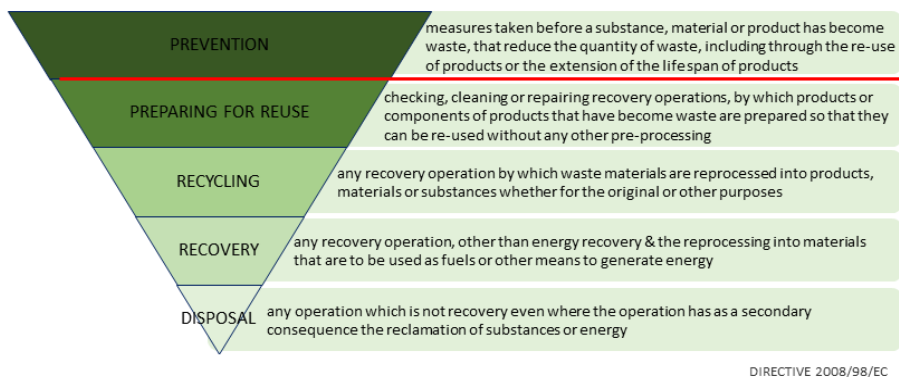 PREVENTION
measures taken before a substance, material or product has become
waste, that reduce the quantity of waste, including through the re-use
of products or the extension of the life span of products
PREPARING FOR REUSE
checking, cleaning or repairing recovery operations, by which products or
components of products that have become waste are prepared so that they
can be re-used without any other pre-processing
RECYCLING
any recovery operation by which waste materials are reprocessed into products,
materials or substances whether for the original or other purposes
RECOVERY
any recovery operation, other than energy recovery & the reprocessing into materials
that are to be used as fuels or other means to generate energy
DISPOSAL
any operation which is not recovery even where the operation has as a secondary
consequence the reclamation of substances or energy
DIRECTIVE 2008/98/EC